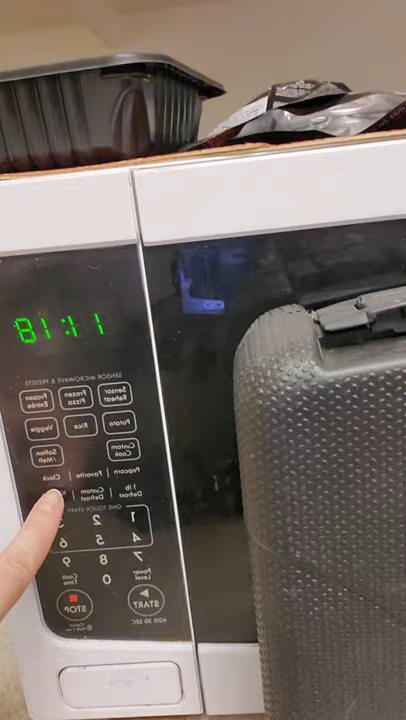 11:18
SENSOR MICROWAVE & PRESETS
Sensor Reheat
Frozen Pizza
Frozen Entrée
Potato
Rice
Veggie
Custom Cook
Soften /Melt
Popcorn | Favorite | Clock
1 lb Defrost | Custom Defrost |
ONE TOUCH START
1 2 3
4 5 6
7 8 9
Power Level
0
Cook Time
START
STOP
ADD 30 SEC